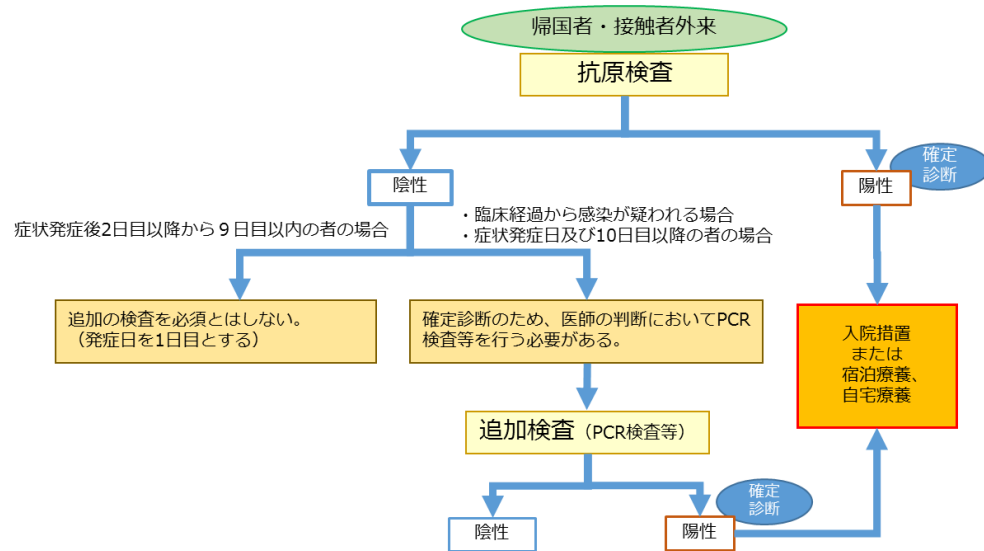 帰国者・接触者外来
抗原検査
確定
診断
陰性
陽性
症状発症後2日目以降から９日目以内の者の場合
・臨床経過から感染が疑われる場合
・症状発症日及び10日目以降の者の場合
追加の検査を必須とはしない。
（発症日を1日目とする）
確定診断のため、医師の判断においてPCR
検査等を行う必要がある。
入院措置
または
宿泊療養、
自宅療養
追加検査（PCR検査等）
確定
診断
陰性
陽性